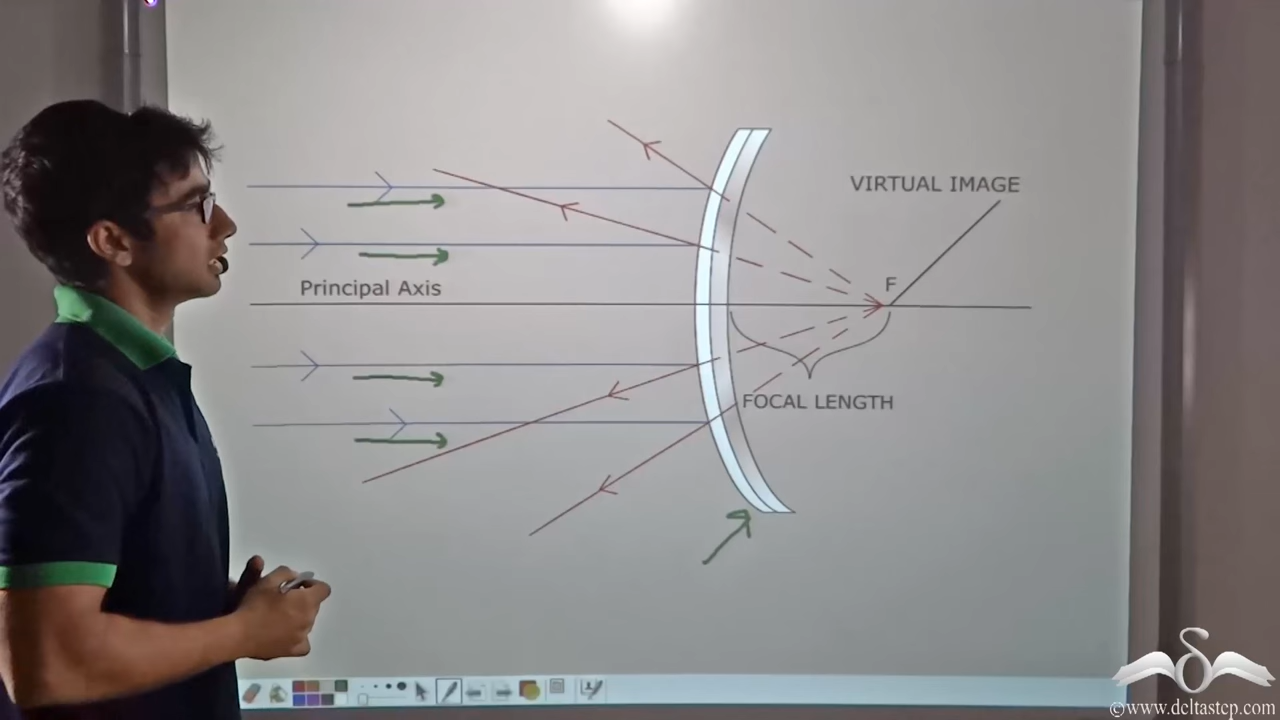 VIRTUAL IMAGE
F
Principal Axis
FOCAL LENGTH
©www.deltastep.com